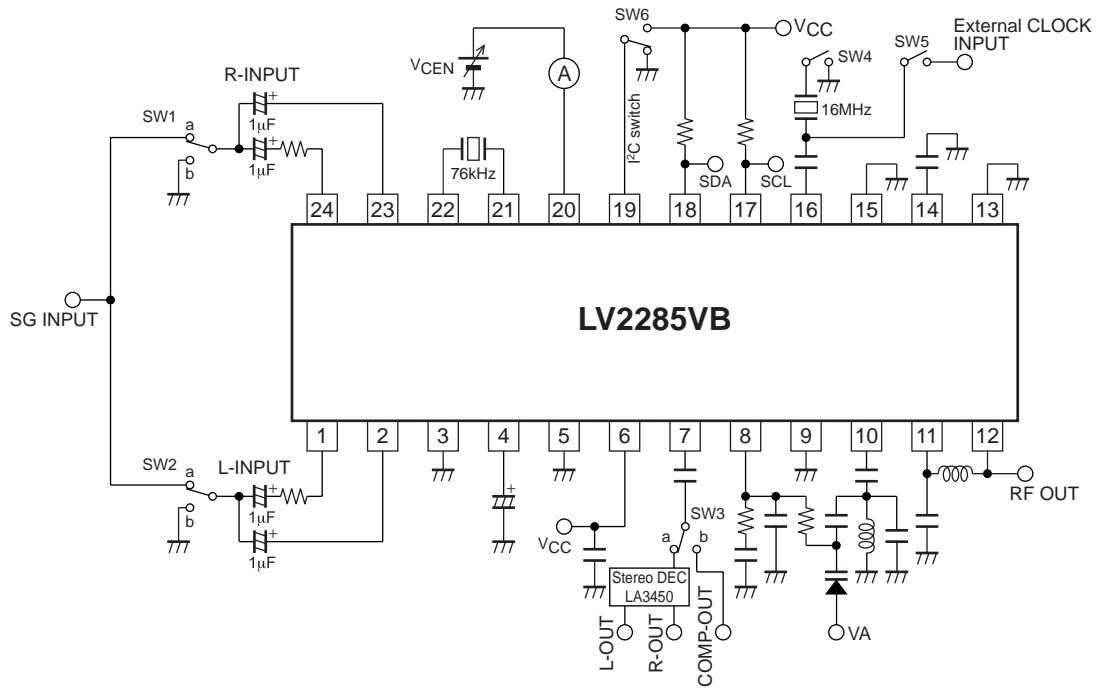 SW6
VCC
External CLOCK
INPUT
SW5
SW4
VCEN
A
R-INPUT
SW1
a
b
1µF
1µF
76kHz
I²C switch
SDA
SCL
16MHz
24 23 22 21 20 19 18 17 16 15 14 13
SG INPUT
LV2285VB
1 2 3 4 5 6 7 8 9 10 11 12
SW2
a
b
L-INPUT
1µF
1µF
RF OUT
VCC
SW3
a
b
Stereo DEC
LA3450
L-OUT
R-OUT
COMP-OUT
VA